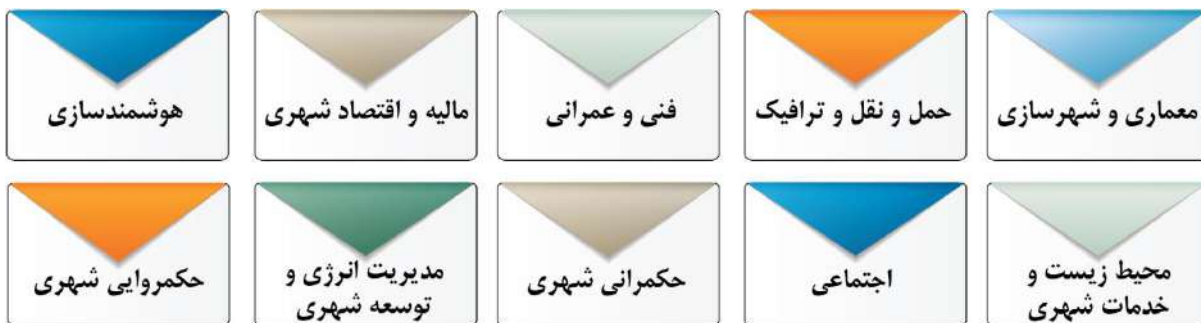 معماری و شهرسازی
حمل و نقل و ترافیک
فنی و عمرانی
مالیه و اقتصاد شهری
هوشمندسازی
محیط زیست و
خدمات شهری
اجتماعی
حکمرانی شهری
مدیریت انرژی و
توسعه شهری
حکمروایی شهری